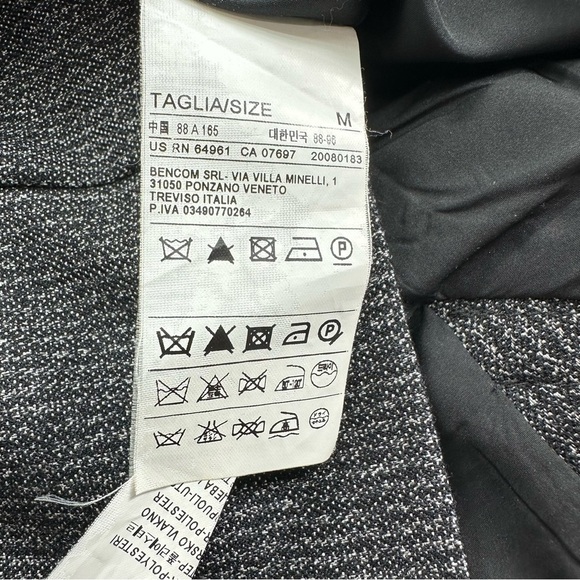 TAGLIA/SIZE M
中国 88 A 165 대한민국 88-96
US RN 64961 CA 07697 20080183
BENCOM SRL- VIA VILLA MINELLI, 1
31050 PONZANO VENETO
TREVISO ITALIA
P.IVA 03490770264
P
P